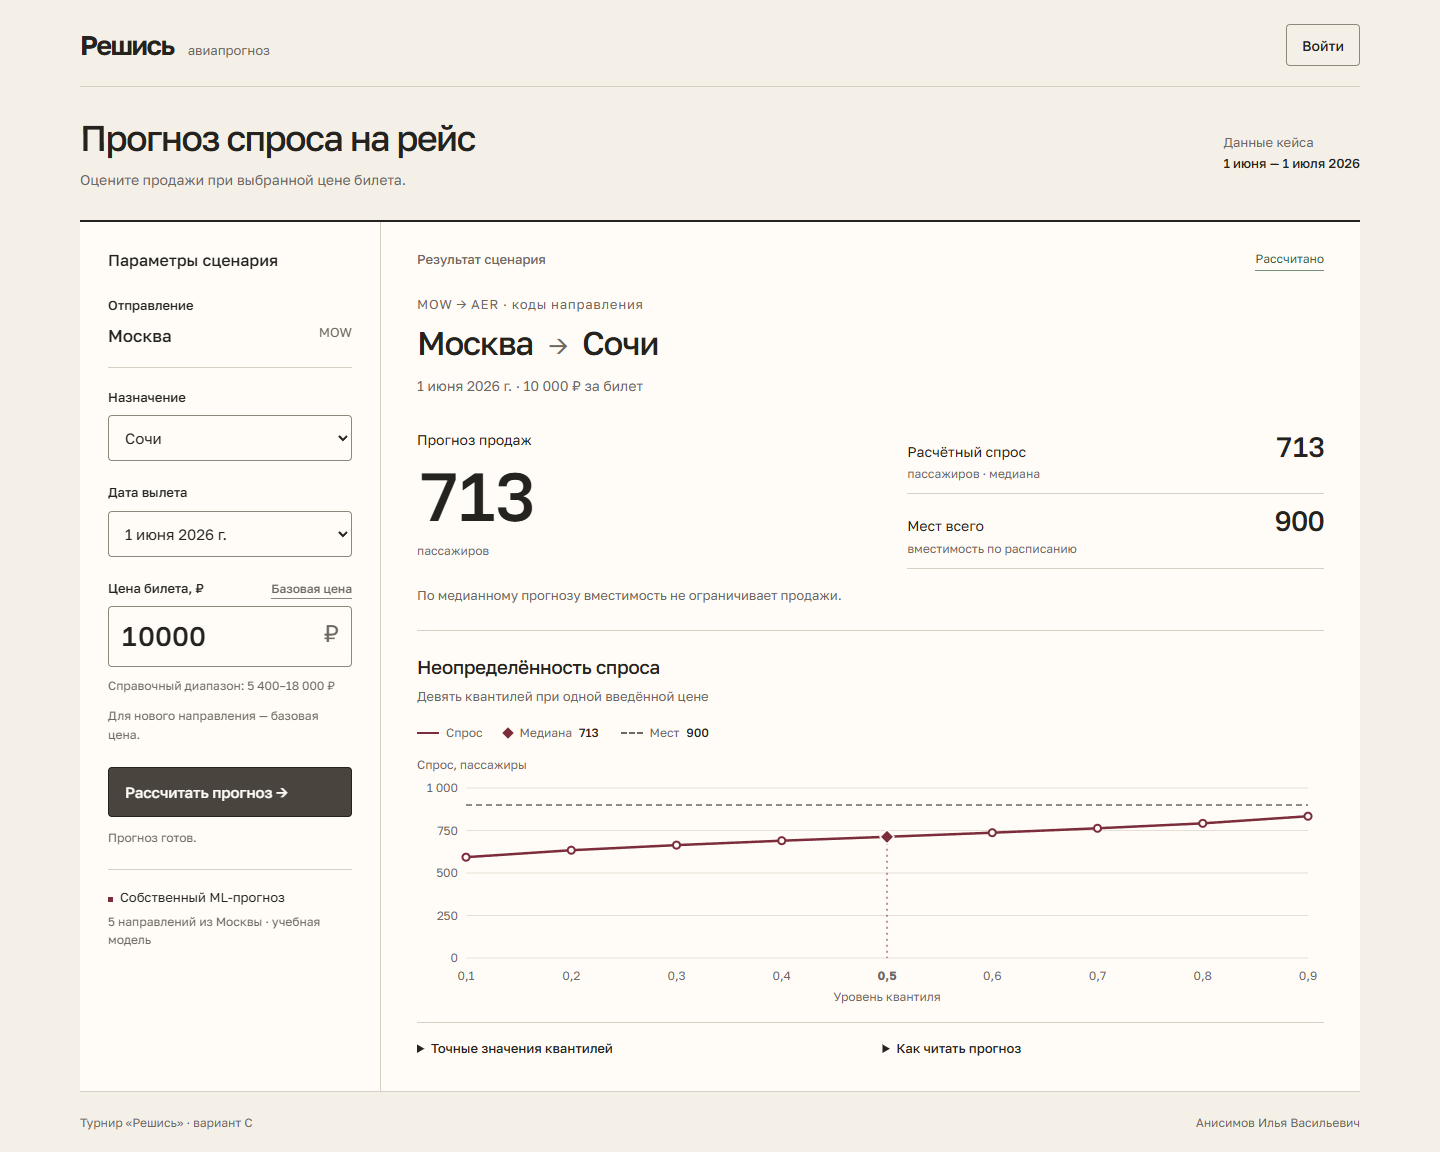 Решись авиапрогноз
Войти
Прогноз спроса на рейс
Оцените продажи при выбранной цене билета.
Данные кейса
1 июня — 1 июля 2026
Параметры сценария
Отправление
Москва MOW
Назначение
Сочи
Дата вылета
1 июня 2026 г.
Цена билета, ₽ Базовая цена
10000 ₽
Справочный диапазон: 5 400–18 000 ₽
Для нового направления — базовая
цена.
Рассчитать прогноз →
Прогноз готов.
Собственный ML-прогноз
5 направлений из Москвы · учебная
модель
Результат сценария
Рассчитано
MOW → AER · коды направления
Москва → Сочи
1 июня 2026 г. · 10 000 ₽ за билет
Прогноз продаж
713
пассажиров
Расчётный спрос 713
пассажиров · медиана
Мест всего 900
вместимость по расписанию
По медианному прогнозу вместимость не ограничивает продажи.
Неопределённость спроса
Девять квантилей при одной введённой цене
Спрос Медиана 713 Мест 900
Спрос, пассажиры
1 000
750
500
250
0
0,1 0,2 0,3 0,4 0,5 0,6 0,7 0,8 0,9
Уровень квантиля
▶ Точные значения квантилей
▶ Как читать прогноз
Турнир «Решись» · вариант C
Анисимов Илья Васильевич